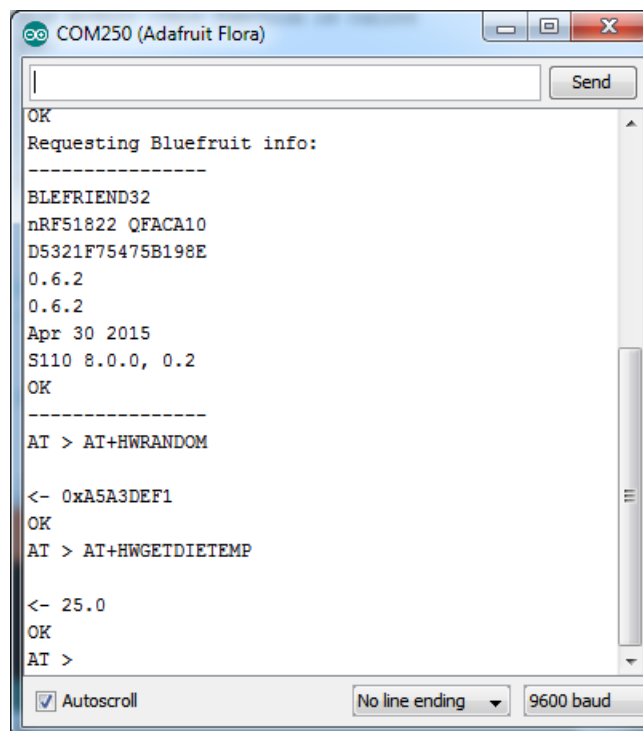 COM250 (Adafruit Flora)
Send
OK
Requesting Bluefruit info:
----------------
BLEFRIEND32
nRF51822 QFACA10
D5321F75475B198E
0.6.2
0.6.2
Apr 30 2015
S110 8.0.0, 0.2
OK
----------------
AT > AT+HWRANDOM
<- 0xA5A3DEF1
OK
AT > AT+HWGETDIETEMP
<- 25.0
OK
AT >
Autoscroll
No line ending
9600 baud